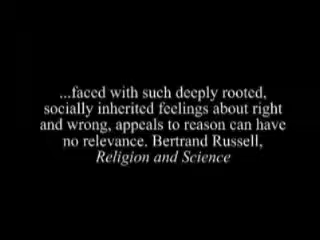 ...faced with such deeply rooted,
socially inherited feelings about right
and wrong, appeals to reason can have
no relevance. Bertrand Russell,
Religion and Science